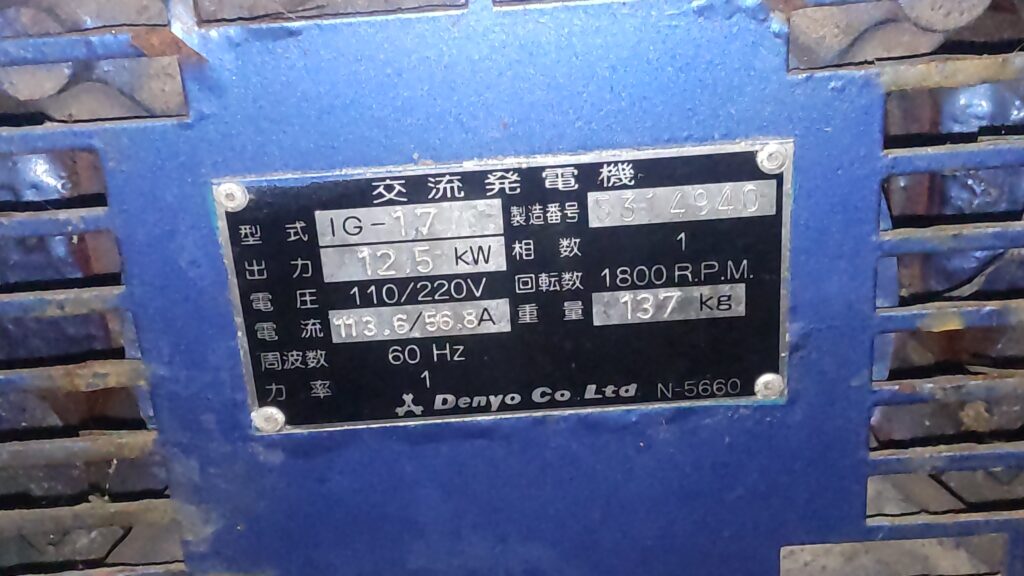 交流発電機
型式 IG-17 製造番号 5314940
出力 12.5 kW 相数 1
電圧 110/220V 回転数 1800 R.P.M.
電流 113.6/56.8A 重量 137 kg
周波数 60 Hz
力率 1
Denyo Co. Ltd. N-5660